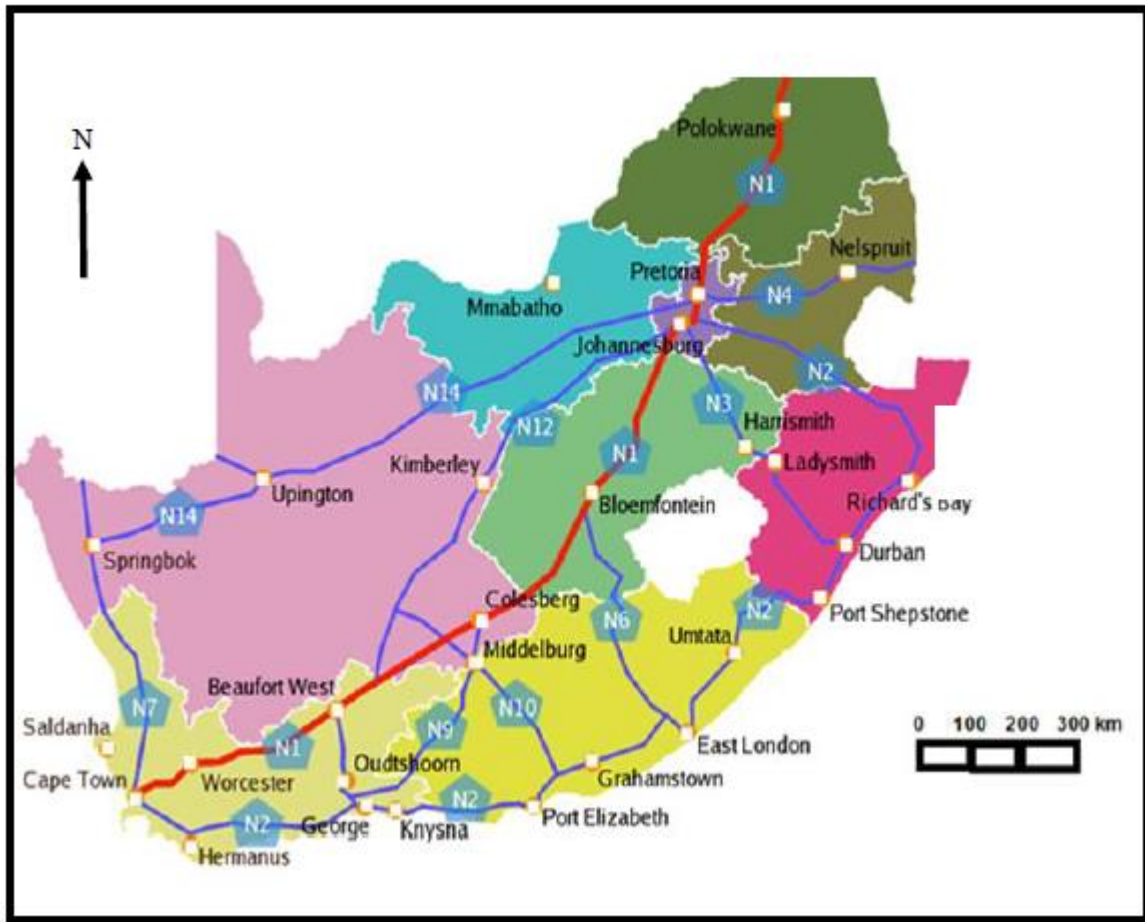 N
Polokwane
N1
Nelspruit
Pretoria
N4
Mmabatho
Johannesburg
N2
N14
N3
N12
Harrismith
N1
Ladysmith
Kimberley
Upington
Bloemfontein
Richard's Bay
N14
Springbok
Durban
Colesberg
N2
Port Shepstone
N6
Umtata
Middelburg
Beaufort West
N7
N10
Saldanha
N9
N1
0 100 200 300 km
East London
Cape Town
Worcester
Oudtshoorn
Grahamstown
N2
N2
George
Knysna
Port Elizabeth
Hermanus